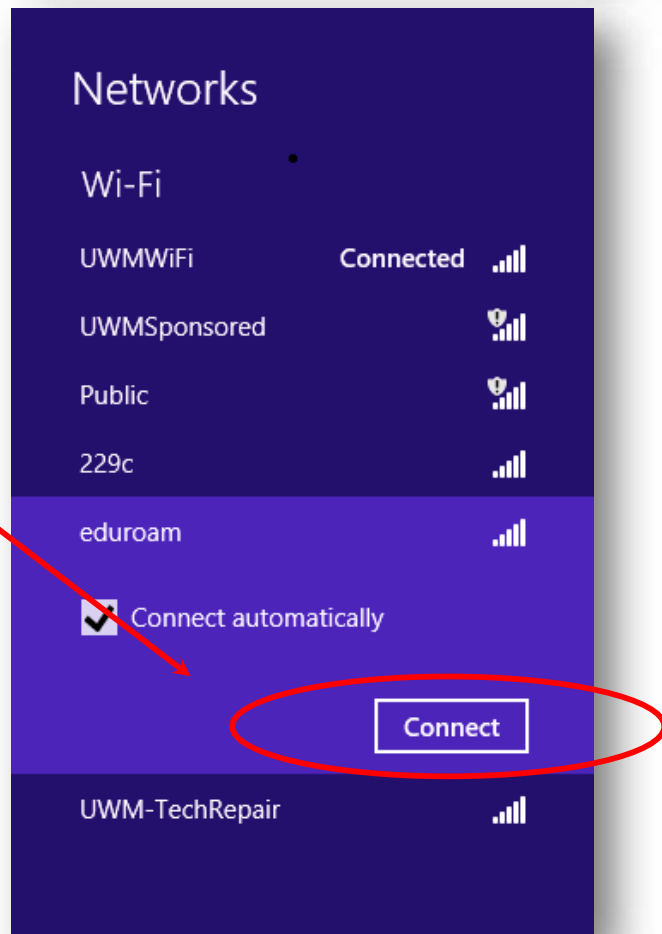 Networks
Wi-Fi
UWMWiFi Connected
UWMSponsored
Public
229c
eduroam
Connect automatically
Connect
UWM-TechRepair